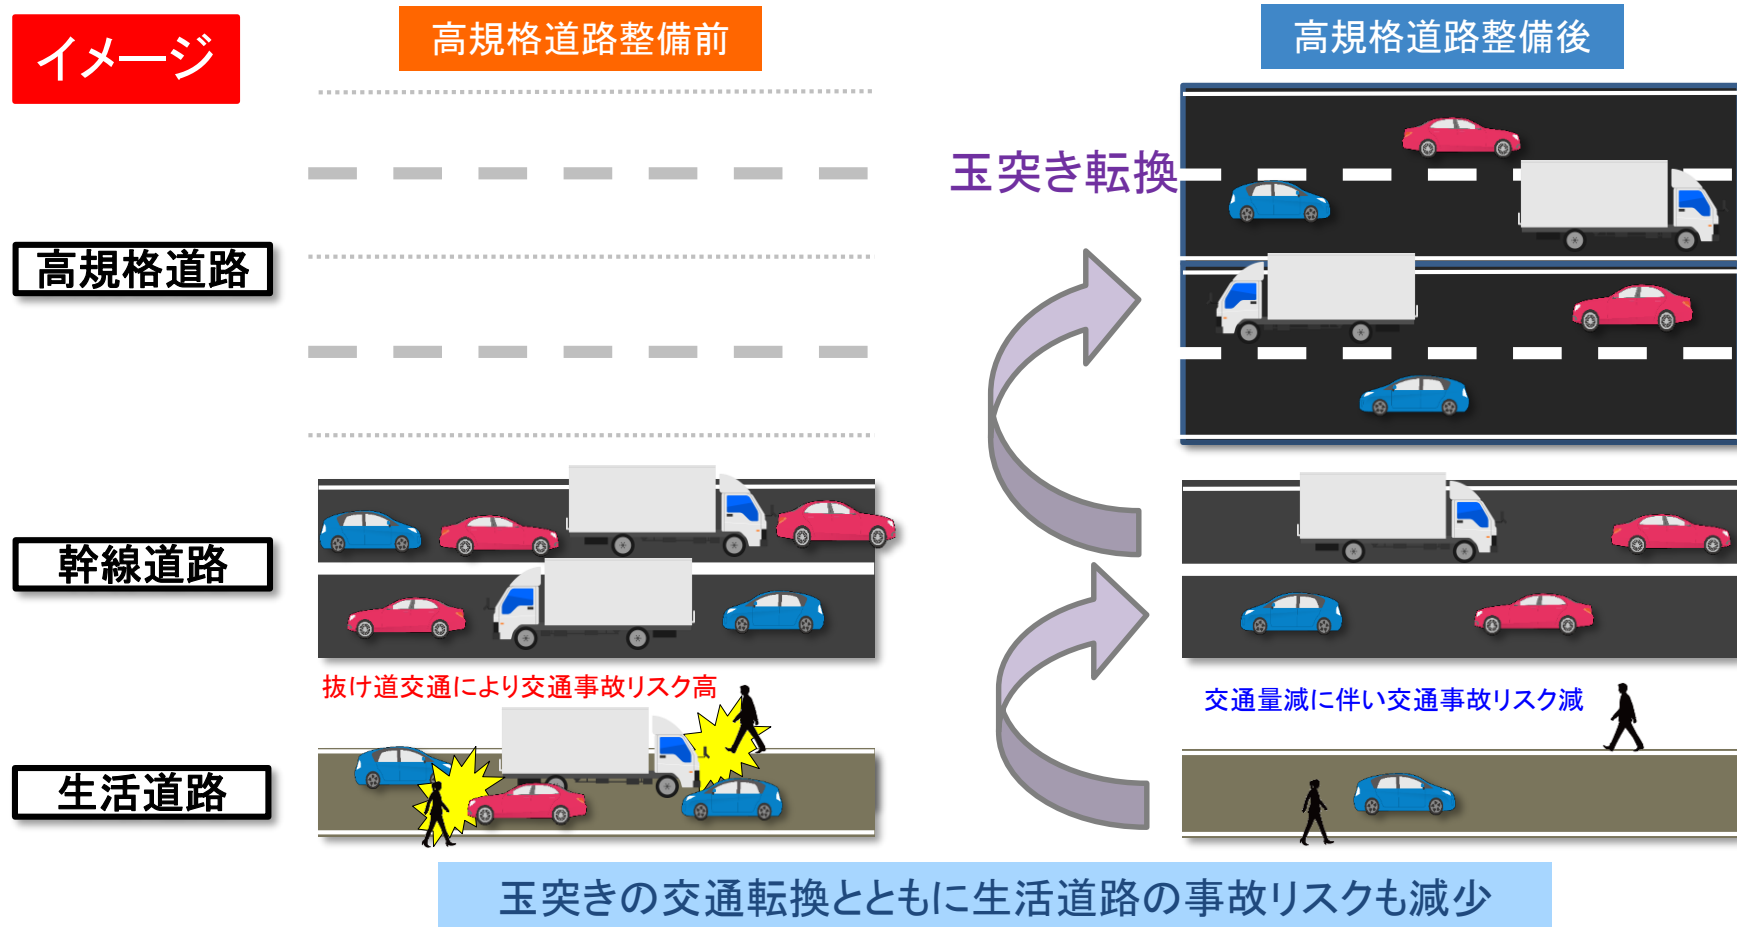 イメージ
高規格道路整備前
高規格道路整備後
玉突き転換
高規格道路
幹線道路
抜け道交通により交通事故リスク高
交通量減に伴い交通事故リスク減
生活道路
玉突きの交通転換とともに生活道路の事故リスクも減少